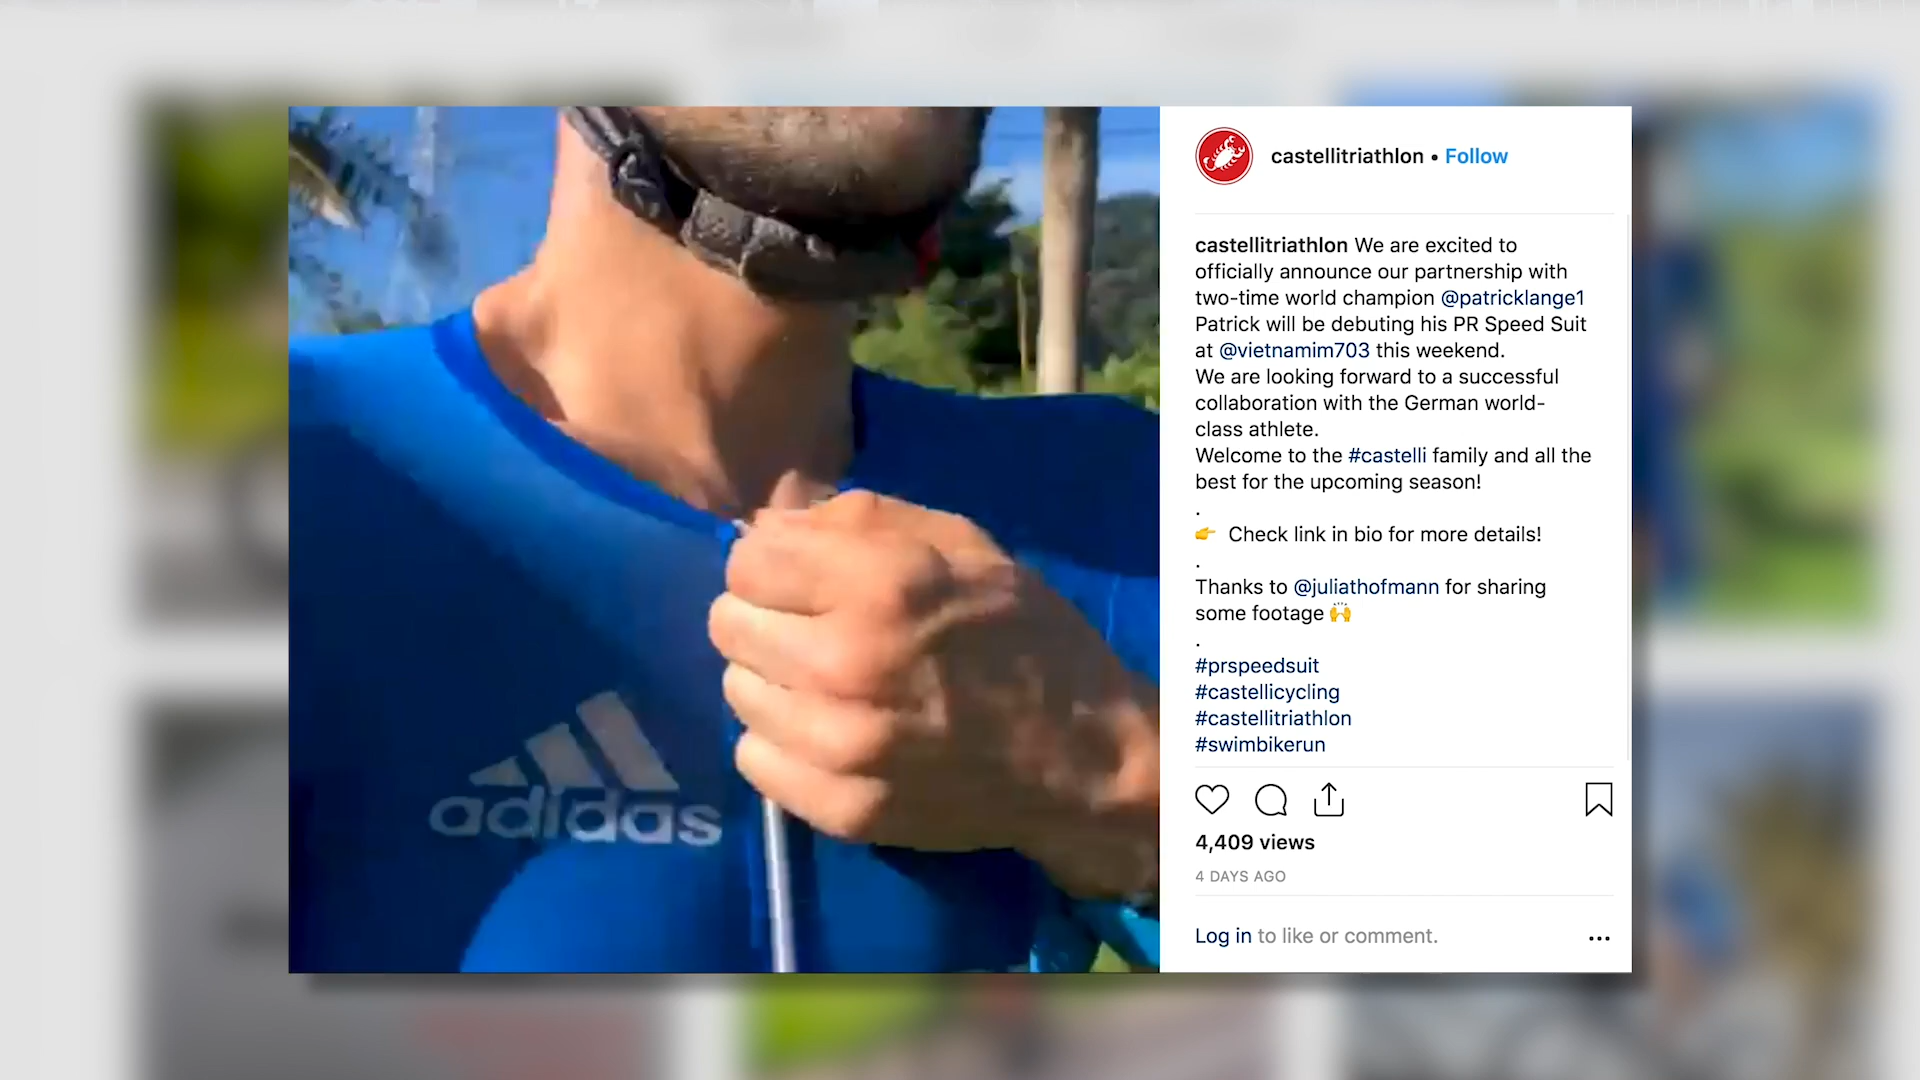 adidas
castellitriathlon • Follow
castellitriathlon We are excited to
officially announce our partnership with
two-time world champion @patricklange1
Patrick will be debuting his PR Speed Suit
at @vietnamim703 this weekend.
We are looking forward to a successful
collaboration with the German world-
class athlete.
Welcome to the #castelli family and all the
best for the upcoming season!
.
👉 Check link in bio for more details!
.
Thanks to @juliathofmann for sharing
some footage 🙌
.
#prspeedsuit
#castellicycling
#castellitriathlon
#swimbikerun
4,409 views
4 DAYS AGO
Log in to like or comment.